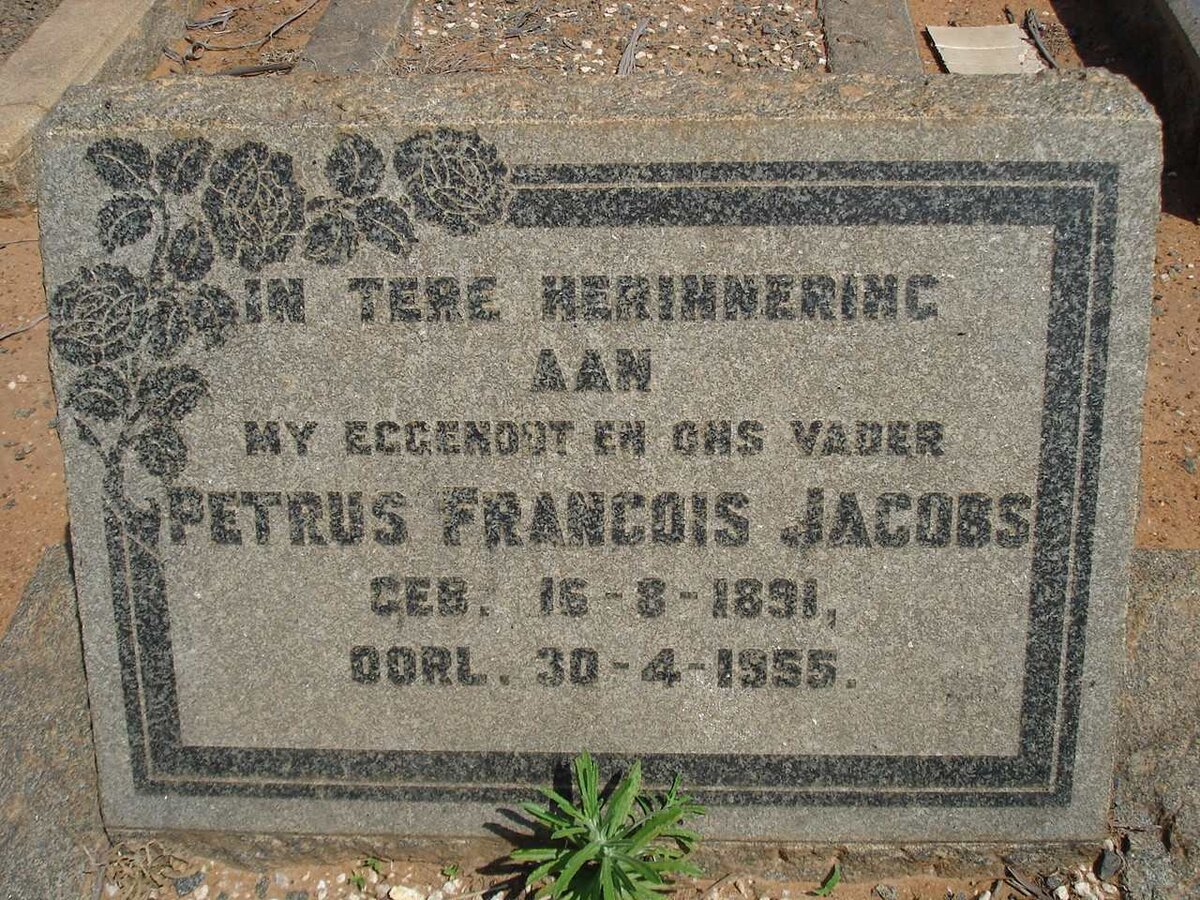 IN TERE HERINNERING
AAN
MY EGGENOOT EN ONS VADER
PETRUS FRANCOIS JACOBS
GEB. 16-8-1891,
OORL. 30-4-1955.